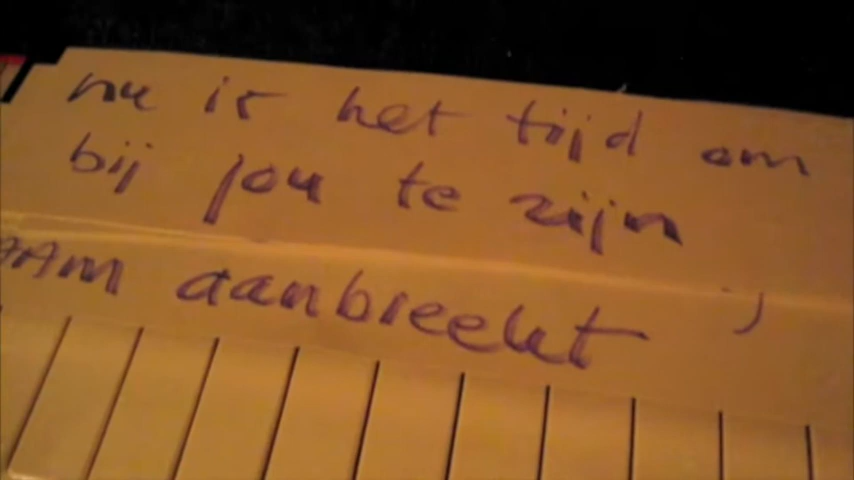 nu is het tijd om
bij jou te zijn
aanbreekt